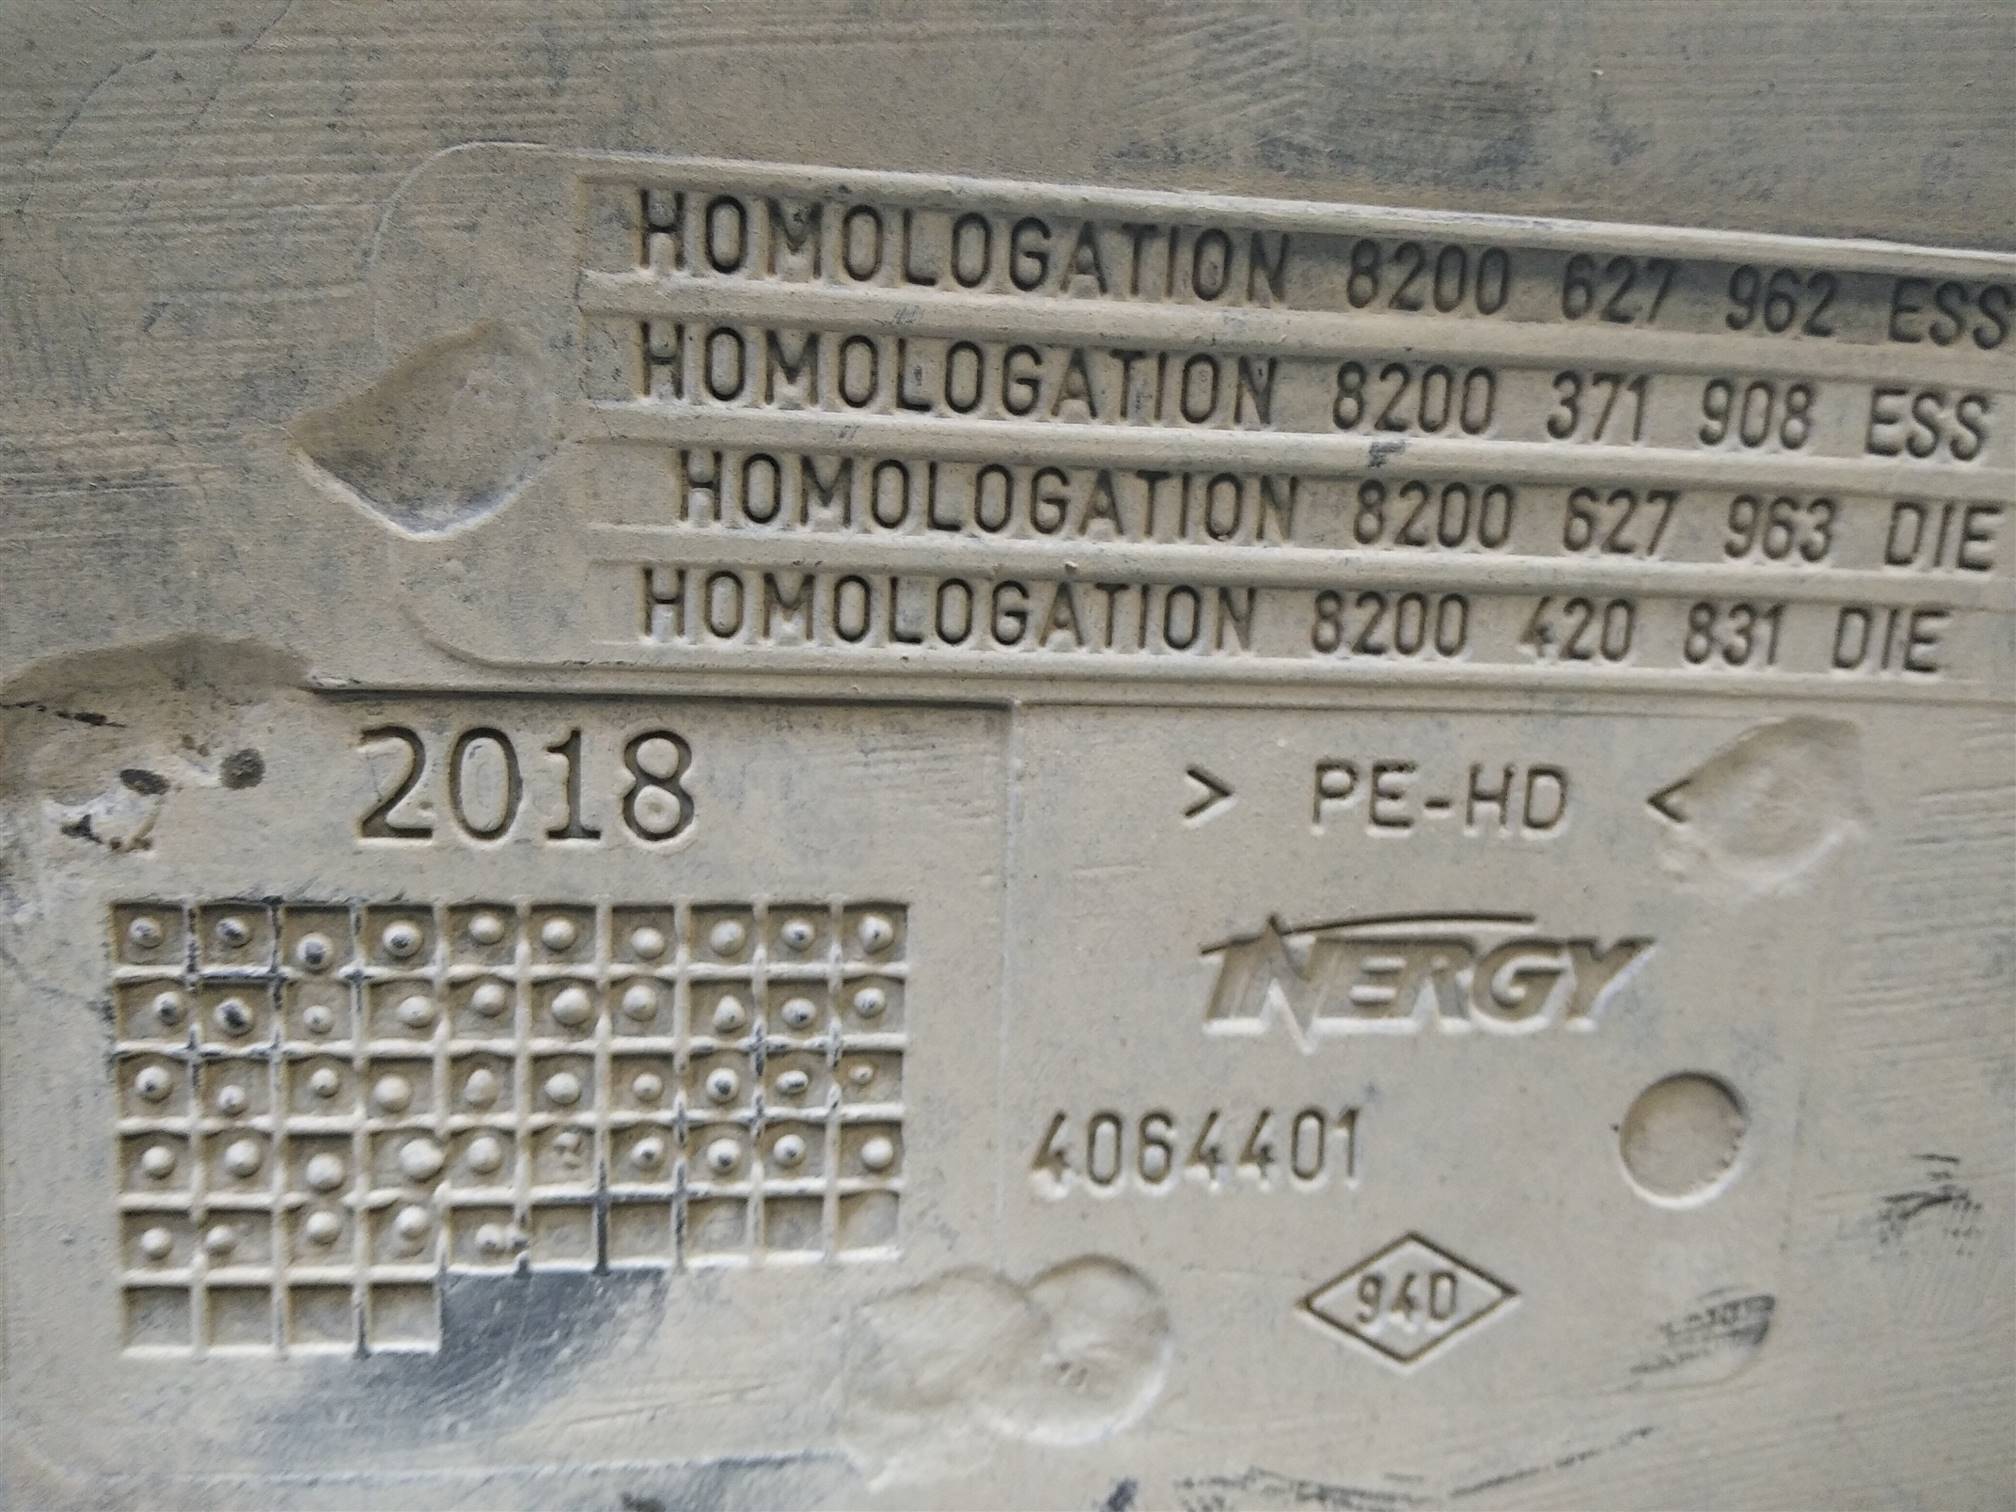 HOMOLOGATION 8200 627 962 ESS
HOMOLOGATION 8200 371 908 ESS
HOMOLOGATION 8200 627 963 DIE
HOMOLOGATION 8200 420 831 DIE
2018
> PE-HD <
INERGY
4064401
94D